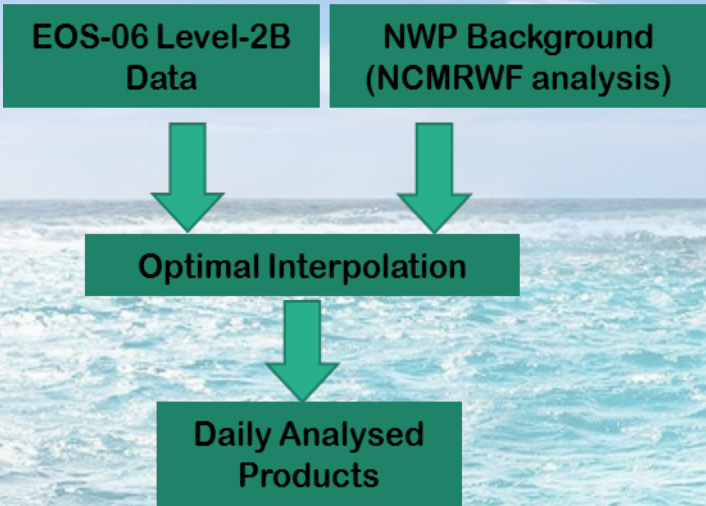 EOS-06 Level-2B
Data
NWP Background
(NCMRWF analysis)
Optimal Interpolation
Daily Analysed
Products